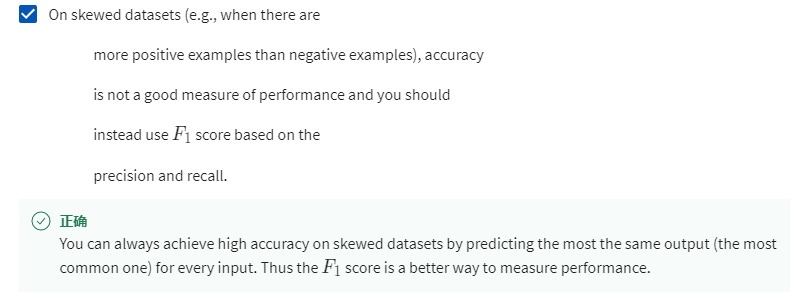 On skewed datasets (e.g., when there are
more positive examples than negative examples), accuracy
is not a good measure of performance and you should
instead use F₁ score based on the
precision and recall.
正确
You can always achieve high accuracy on skewed datasets by predicting the most the same output (the most
common one) for every input. Thus the F₁ score is a better way to measure performance.